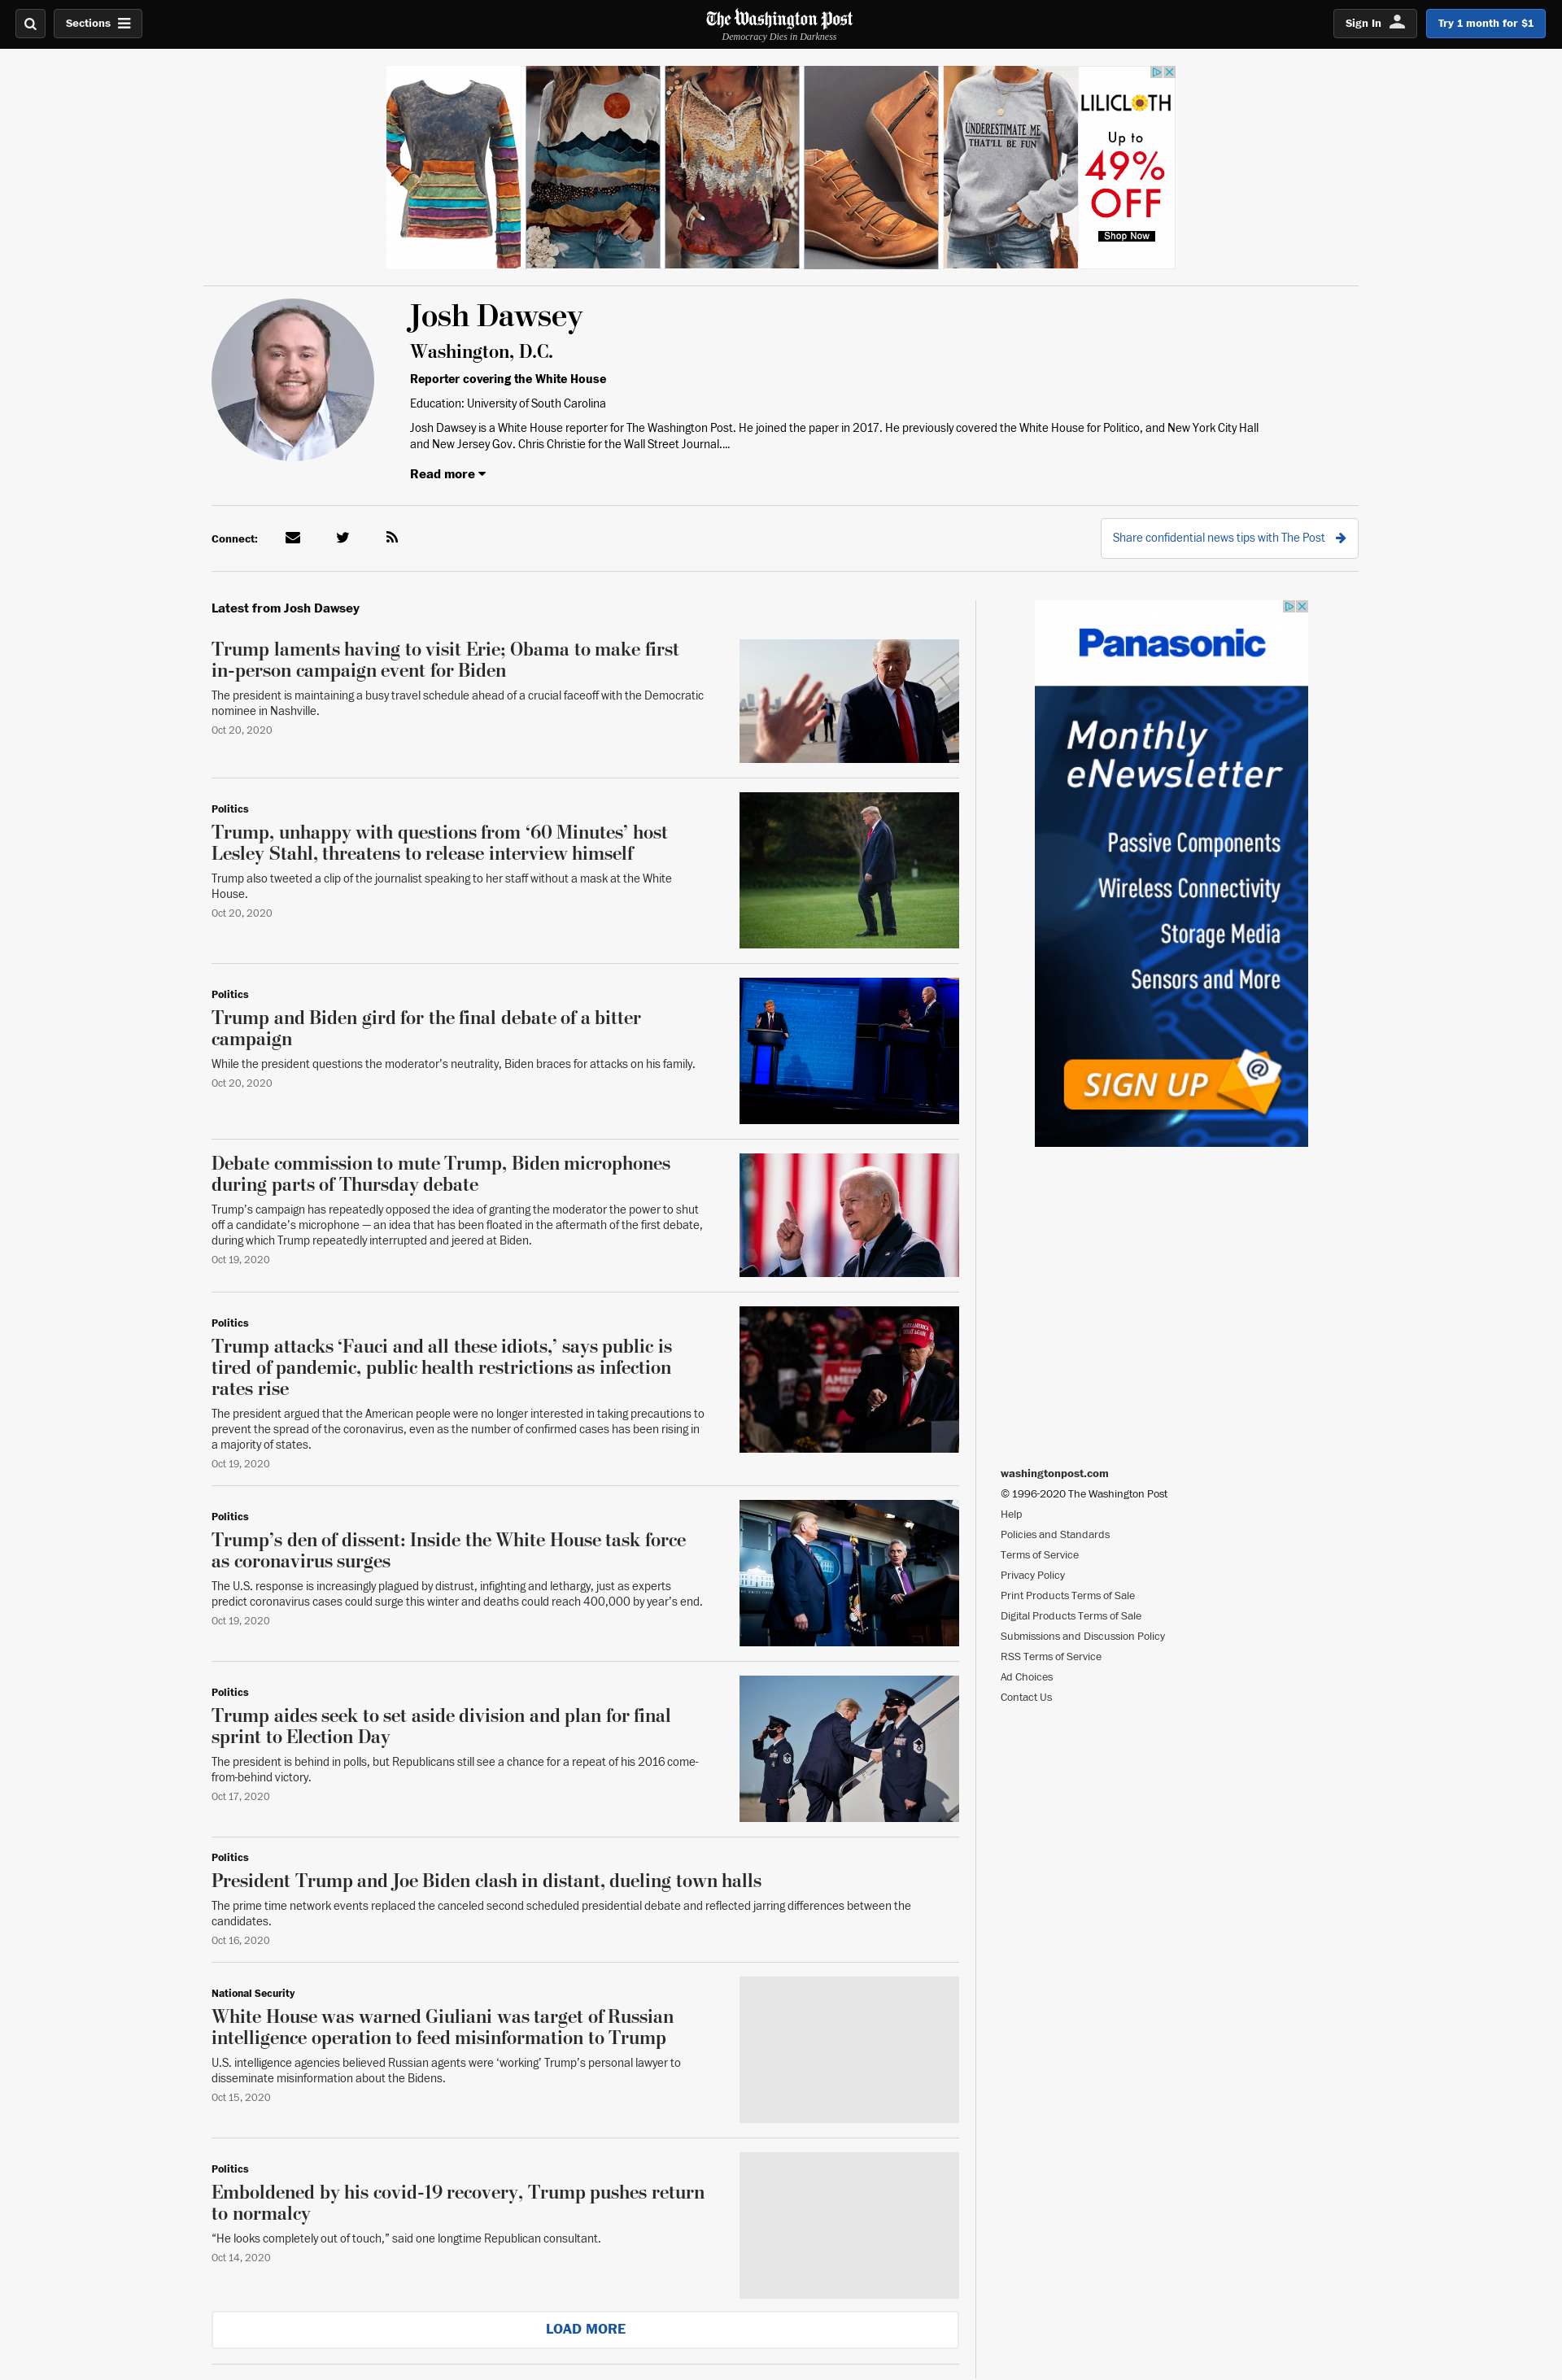 Sections
The Washington Post
Democracy Dies in Darkness
Sign In
Try 1 month for $1
UNDERESTIMATE ME
THAT'LL BE FUN
LILICLOTH
Up to
49%
OFF
Shop Now
Josh Dawsey
Washington, D.C.
Reporter covering the White House
Education: University of South Carolina
Josh Dawsey is a White House reporter for The Washington Post. He joined the paper in 2017. He previously covered the White House for Politico, and New York City Hall
and New Jersey Gov. Chris Christie for the Wall Street Journal....
Read more
Connect:
Share confidential news tips with The Post
Latest from Josh Dawsey
Trump laments having to visit Erie; Obama to make first
in-person campaign event for Biden
The president is maintaining a busy travel schedule ahead of a crucial faceoff with the Democratic
nominee in Nashville.
Oct 20, 2020
Politics
Trump, unhappy with questions from ‘60 Minutes’ host
Lesley Stahl, threatens to release interview himself
Trump also tweeted a clip of the journalist speaking to her staff without a mask at the White
House.
Oct 20, 2020
Politics
Trump and Biden gird for the final debate of a bitter
campaign
While the president questions the moderator’s neutrality, Biden braces for attacks on his family.
Oct 20, 2020
Debate commission to mute Trump, Biden microphones
during parts of Thursday debate
Trump’s campaign has repeatedly opposed the idea of granting the moderator the power to shut
off a candidate’s microphone — an idea that has been floated in the aftermath of the first debate,
during which Trump repeatedly interrupted and jeered at Biden.
Oct 19, 2020
Politics
Trump attacks ‘Fauci and all these idiots,’ says public is
tired of pandemic, public health restrictions as infection
rates rise
The president argued that the American people were no longer interested in taking precautions to
prevent the spread of the coronavirus, even as the number of confirmed cases has been rising in
a majority of states.
Oct 19, 2020
Politics
Trump’s den of dissent: Inside the White House task force
as coronavirus surges
The U.S. response is increasingly plagued by distrust, infighting and lethargy, just as experts
predict coronavirus cases could surge this winter and deaths could reach 400,000 by year’s end.
Oct 19, 2020
Politics
Trump aides seek to set aside division and plan for final
sprint to Election Day
The president is behind in polls, but Republicans still see a chance for a repeat of his 2016 come-
from-behind victory.
Oct 17, 2020
Politics
President Trump and Joe Biden clash in distant, dueling town halls
The prime time network events replaced the canceled second scheduled presidential debate and reflected jarring differences between the
candidates.
Oct 16, 2020
National Security
White House was warned Giuliani was target of Russian
intelligence operation to feed misinformation to Trump
U.S. intelligence agencies believed Russian agents were ‘working’ Trump’s personal lawyer to
disseminate misinformation about the Bidens.
Oct 15, 2020
Politics
Emboldened by his covid-19 recovery, Trump pushes return
to normalcy
“He looks completely out of touch,” said one longtime Republican consultant.
Oct 14, 2020
LOAD MORE
Panasonic
Monthly
eNewsletter
Passive Components
Wireless Connectivity
Storage Media
Sensors and More
SIGN UP
@
washingtonpost.com
© 1996-2020 The Washington Post
Help
Policies and Standards
Terms of Service
Privacy Policy
Print Products Terms of Sale
Digital Products Terms of Sale
Submissions and Discussion Policy
RSS Terms of Service
Ad Choices
Contact Us